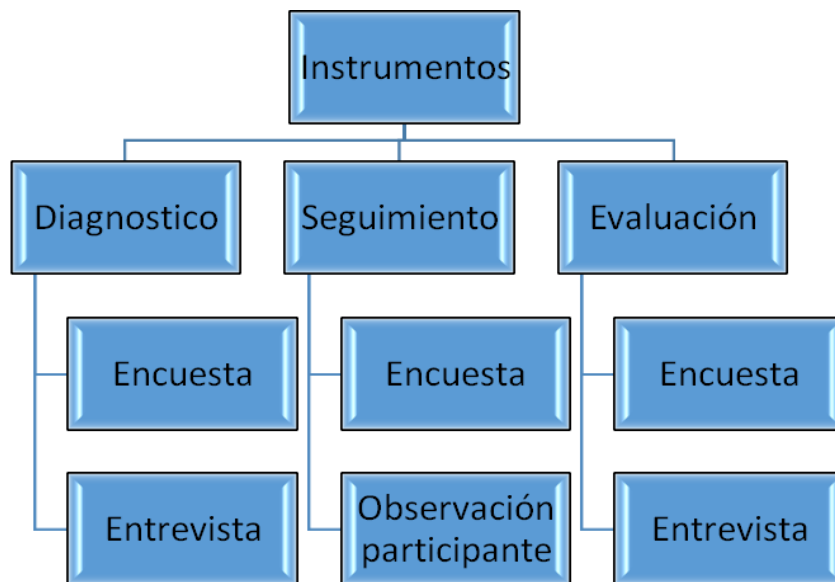 Instrumentos
Diagnostico
Seguimiento
Evaluación
Encuesta
Encuesta
Encuesta
Entrevista
Observación
participante
Entrevista